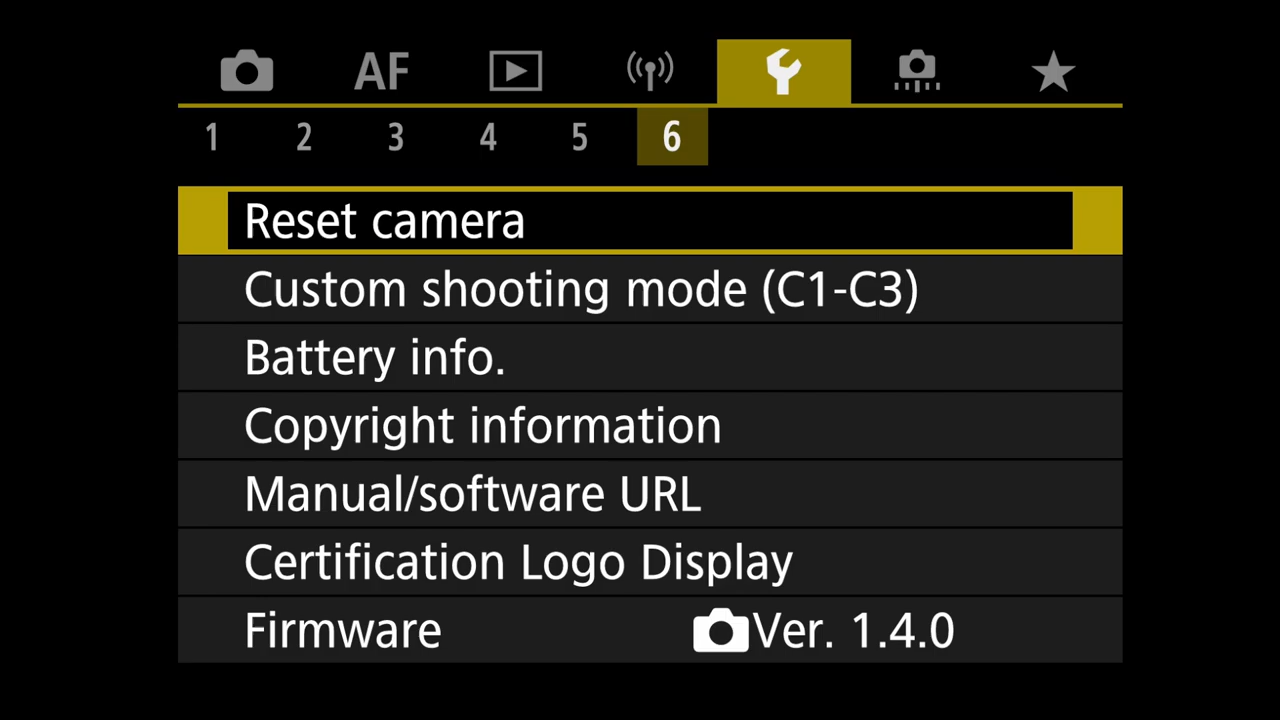 AF
1 2 3 4 5 6
Reset camera
Custom shooting mode (C1-C3)
Battery info.
Copyright information
Manual/software URL
Certification Logo Display
Firmware Ver. 1.4.0